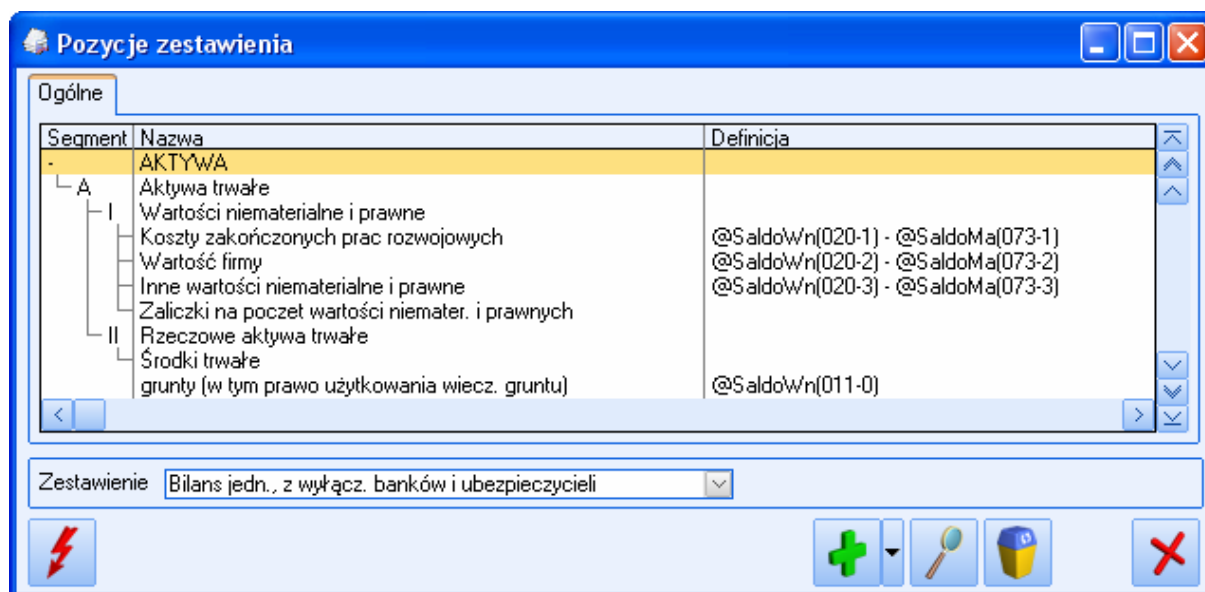 Pozycje zestawienia
Ogólne
Segment Nazwa Definicja
- AKTYWA
A Aktywa trwałe
I Wartości niematerialne i prawne
Koszty zakończonych prac rozwojowych @SaldoWn(020-1) - @SaldoMa(073-1)
Wartość firmy @SaldoWn(020-2) - @SaldoMa(073-2)
Inne wartości niematerialne i prawne @SaldoWn(020-3) - @SaldoMa(073-3)
Zaliczki na poczet wartości niemater. i prawnych
II Rzeczowe aktywa trwałe
Środki trwałe
grunty (w tym prawo użytkowania wiecz. gruntu) @SaldoWn(011-0)
Zestawienie Bilans jedn., z wyłącz. banków i ubezpieczycieli